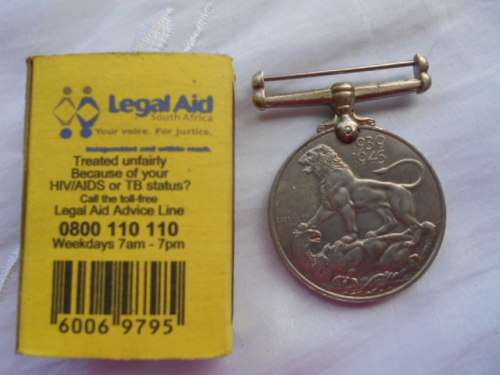 Legal Aid
South Africa
Your voice. For justice.
Independent and within reach.
Treated unfairly
Because of your
HIV/AIDS or TB status?
Call the toll-free
Legal Aid Advice Line
0800 110 110
Weekdays 7am - 7pm
6006 9795
1939
1945